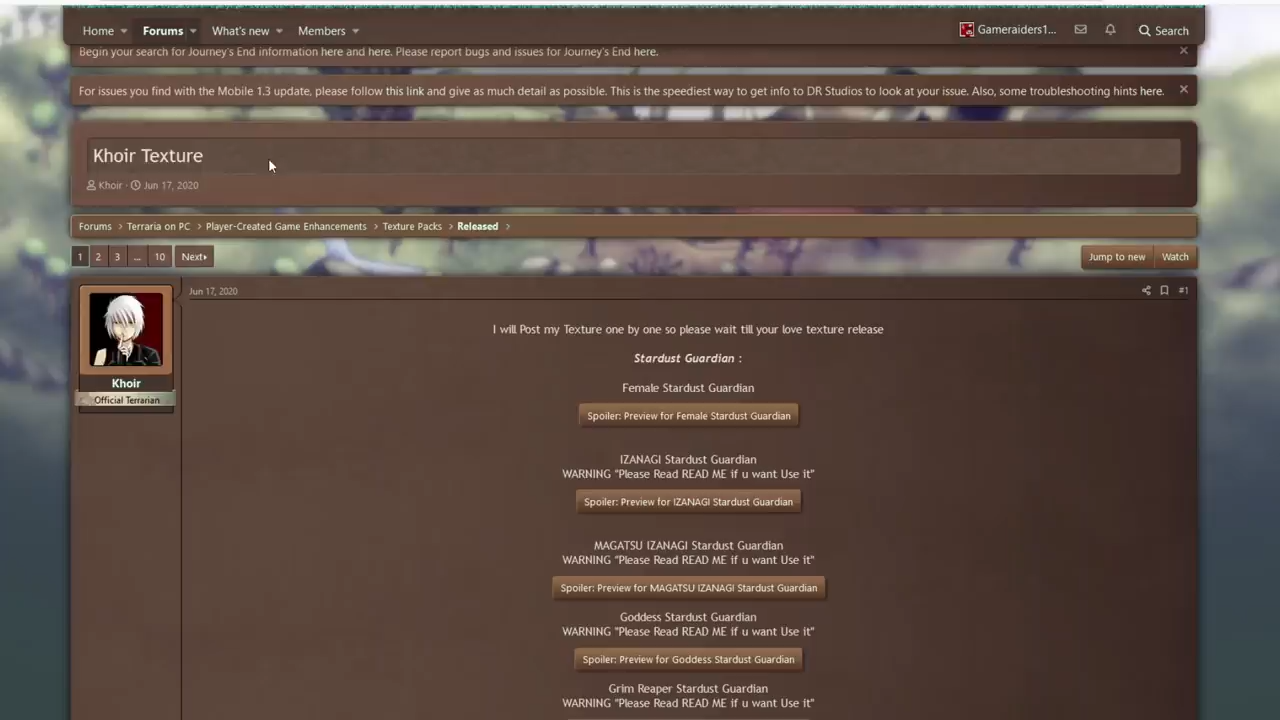 Home Forums What's new Members Gameraiders1... Search
Begin your search for Journey's End information here and here. Please report bugs and issues for Journey's End here.
For issues you find with the Mobile 1.3 update, please follow this link and give as much detail as possible. This is the speediest way to get info to DR Studios to look at your issue. Also, some troubleshooting hints here.
Khoir Texture
Khoir · Jun 17, 2020
Forums > Terraria on PC > Player-Created Game Enhancements > Texture Packs > Released >
1 2 3 ... 10 Next Jump to new Watch
Jun 17, 2020 #1
I will Post my Texture one by one so please wait till your love texture release
Stardust Guardian :
Khoir
Official Terrarian
Female Stardust Guardian
Spoiler: Preview for Female Stardust Guardian
IZANAGI Stardust Guardian
WARNING "Please Read READ ME if u want Use it"
Spoiler: Preview for IZANAGI Stardust Guardian
MAGATSU IZANAGI Stardust Guardian
WARNING "Please Read READ ME if u want Use it"
Spoiler: Preview for MAGATSU IZANAGI Stardust Guardian
Goddess Stardust Guardian
WARNING "Please Read READ ME if u want Use it"
Spoiler: Preview for Goddess Stardust Guardian
Grim Reaper Stardust Guardian
WARNING "Please Read READ ME if u want Use it"